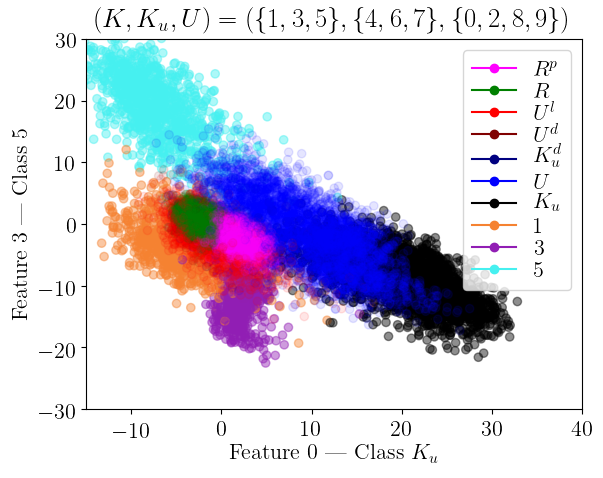 (K, K_u, U) = ({1, 3, 5}, {4, 6, 7}, {0, 2, 8, 9})
30
20
10
0
−10
−20
−30
−10
0
10
20
30
40
Feature 3 — Class 5
Feature 0 — Class K_u
R^p
R
U^l
U^d
K_u^d
U
K_u
1
3
5